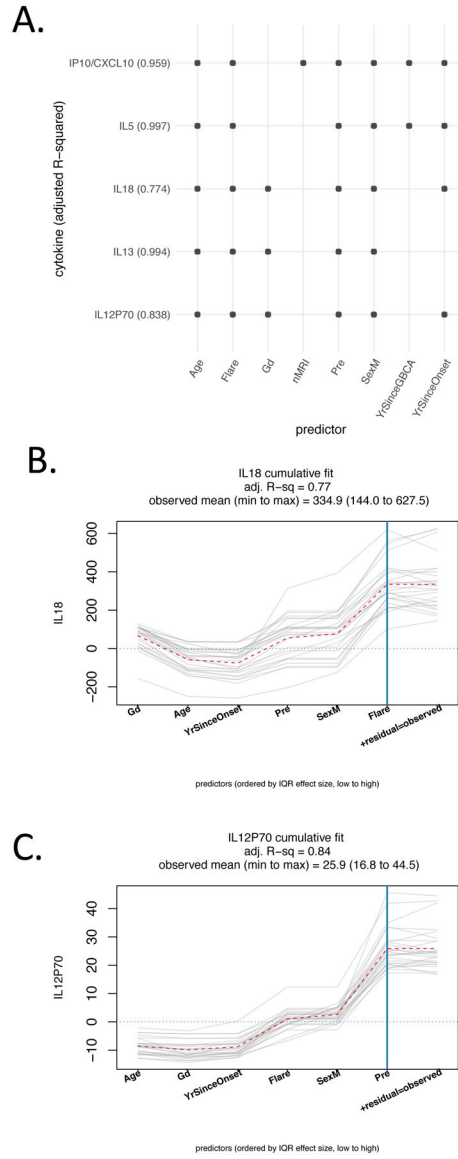 A.
cytokine (adjusted R-squared)
IP10/CXCL10 (0.959)
IL5 (0.997)
IL18 (0.774)
IL13 (0.994)
IL12P70 (0.838)
Age
Flare
Gd
nMRI
Pre
SexM
YrSinceGBCA
YrSinceOnset
predictor
B.
IL18 cumulative fit
adj. R-sq = 0.77
observed mean (min to max) = 334.9 (144.0 to 627.5)
IL18
600
400
200
0
-200
Gd
Age
YrSinceOnset
Pre
SexM
Flare
+residual=observed
predictors (ordered by IQR effect size, low to high)
C.
IL12P70 cumulative fit
adj. R-sq = 0.84
observed mean (min to max) = 25.9 (16.8 to 44.5)
IL12P70
40
30
20
10
0
-10
Age
Gd
YrSinceOnset
Flare
SexM
Pre
+residual=observed
predictors (ordered by IQR effect size, low to high)